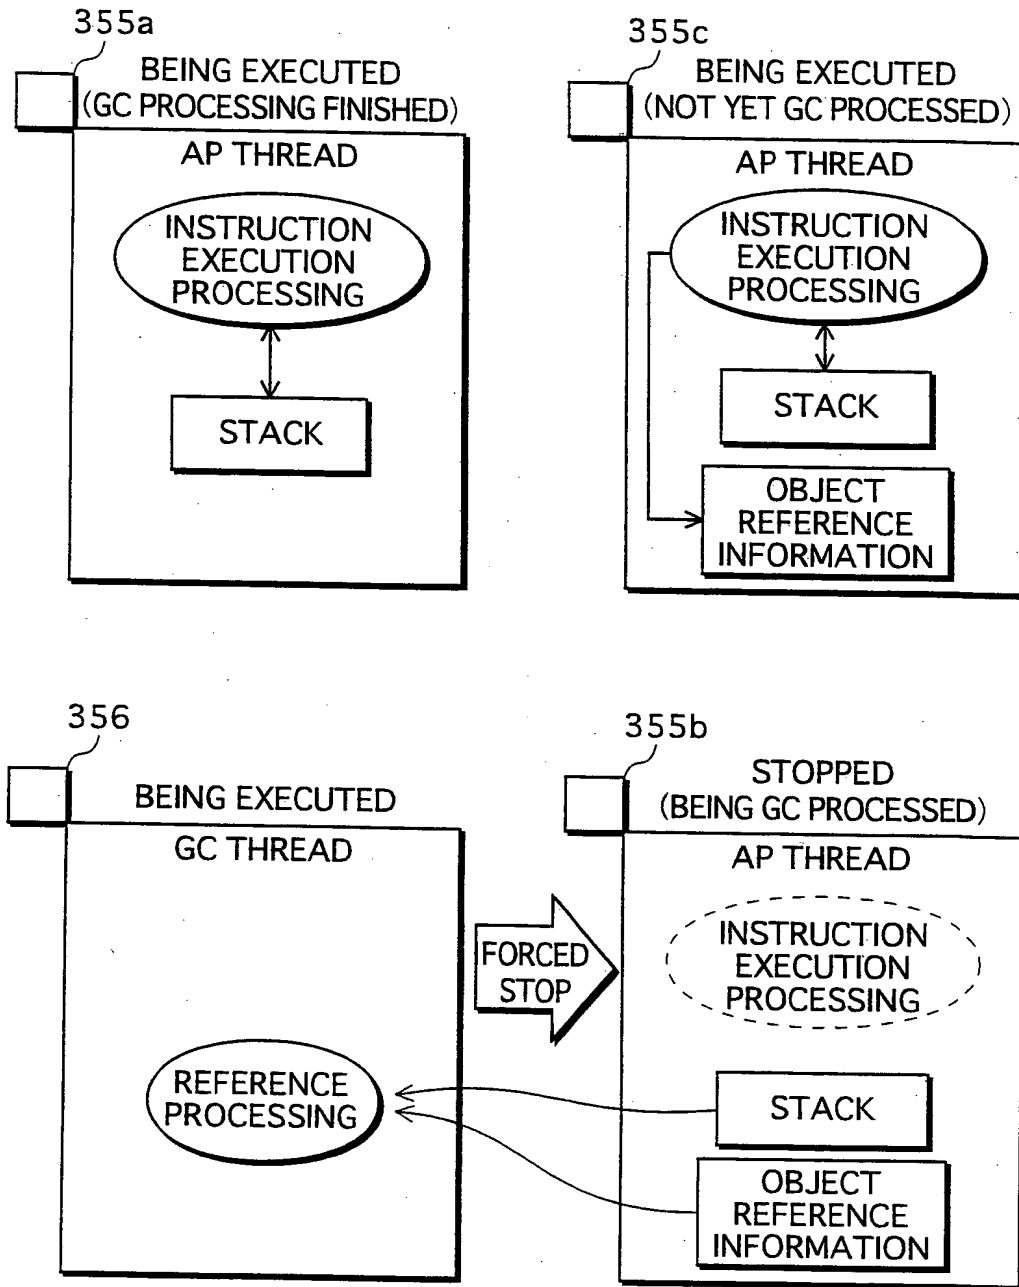 355a
BEING EXECUTED
(GC PROCESSING FINISHED)
AP THREAD
INSTRUCTION
EXECUTION
PROCESSING
STACK
355c
BEING EXECUTED
(NOT YET GC PROCESSED)
AP THREAD
INSTRUCTION
EXECUTION
PROCESSING
STACK
OBJECT
REFERENCE
INFORMATION
356
BEING EXECUTED
GC THREAD
REFERENCE
PROCESSING
FORCED
STOP
355b
STOPPED
(BEING GC PROCESSED)
AP THREAD
INSTRUCTION
EXECUTION
PROCESSING
STACK
OBJECT
REFERENCE
INFORMATION